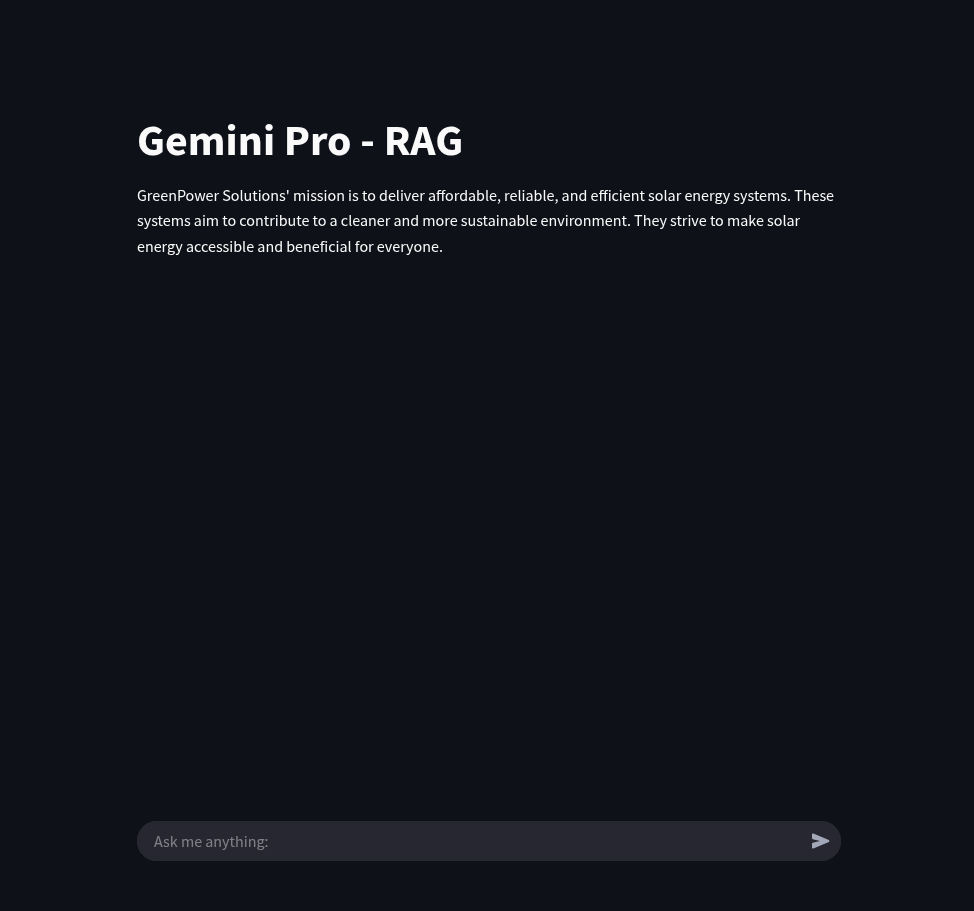 Gemini Pro - RAG
GreenPower Solutions' mission is to deliver affordable, reliable, and efficient solar energy systems. These
systems aim to contribute to a cleaner and more sustainable environment. They strive to make solar
energy accessible and beneficial for everyone.
Ask me anything: